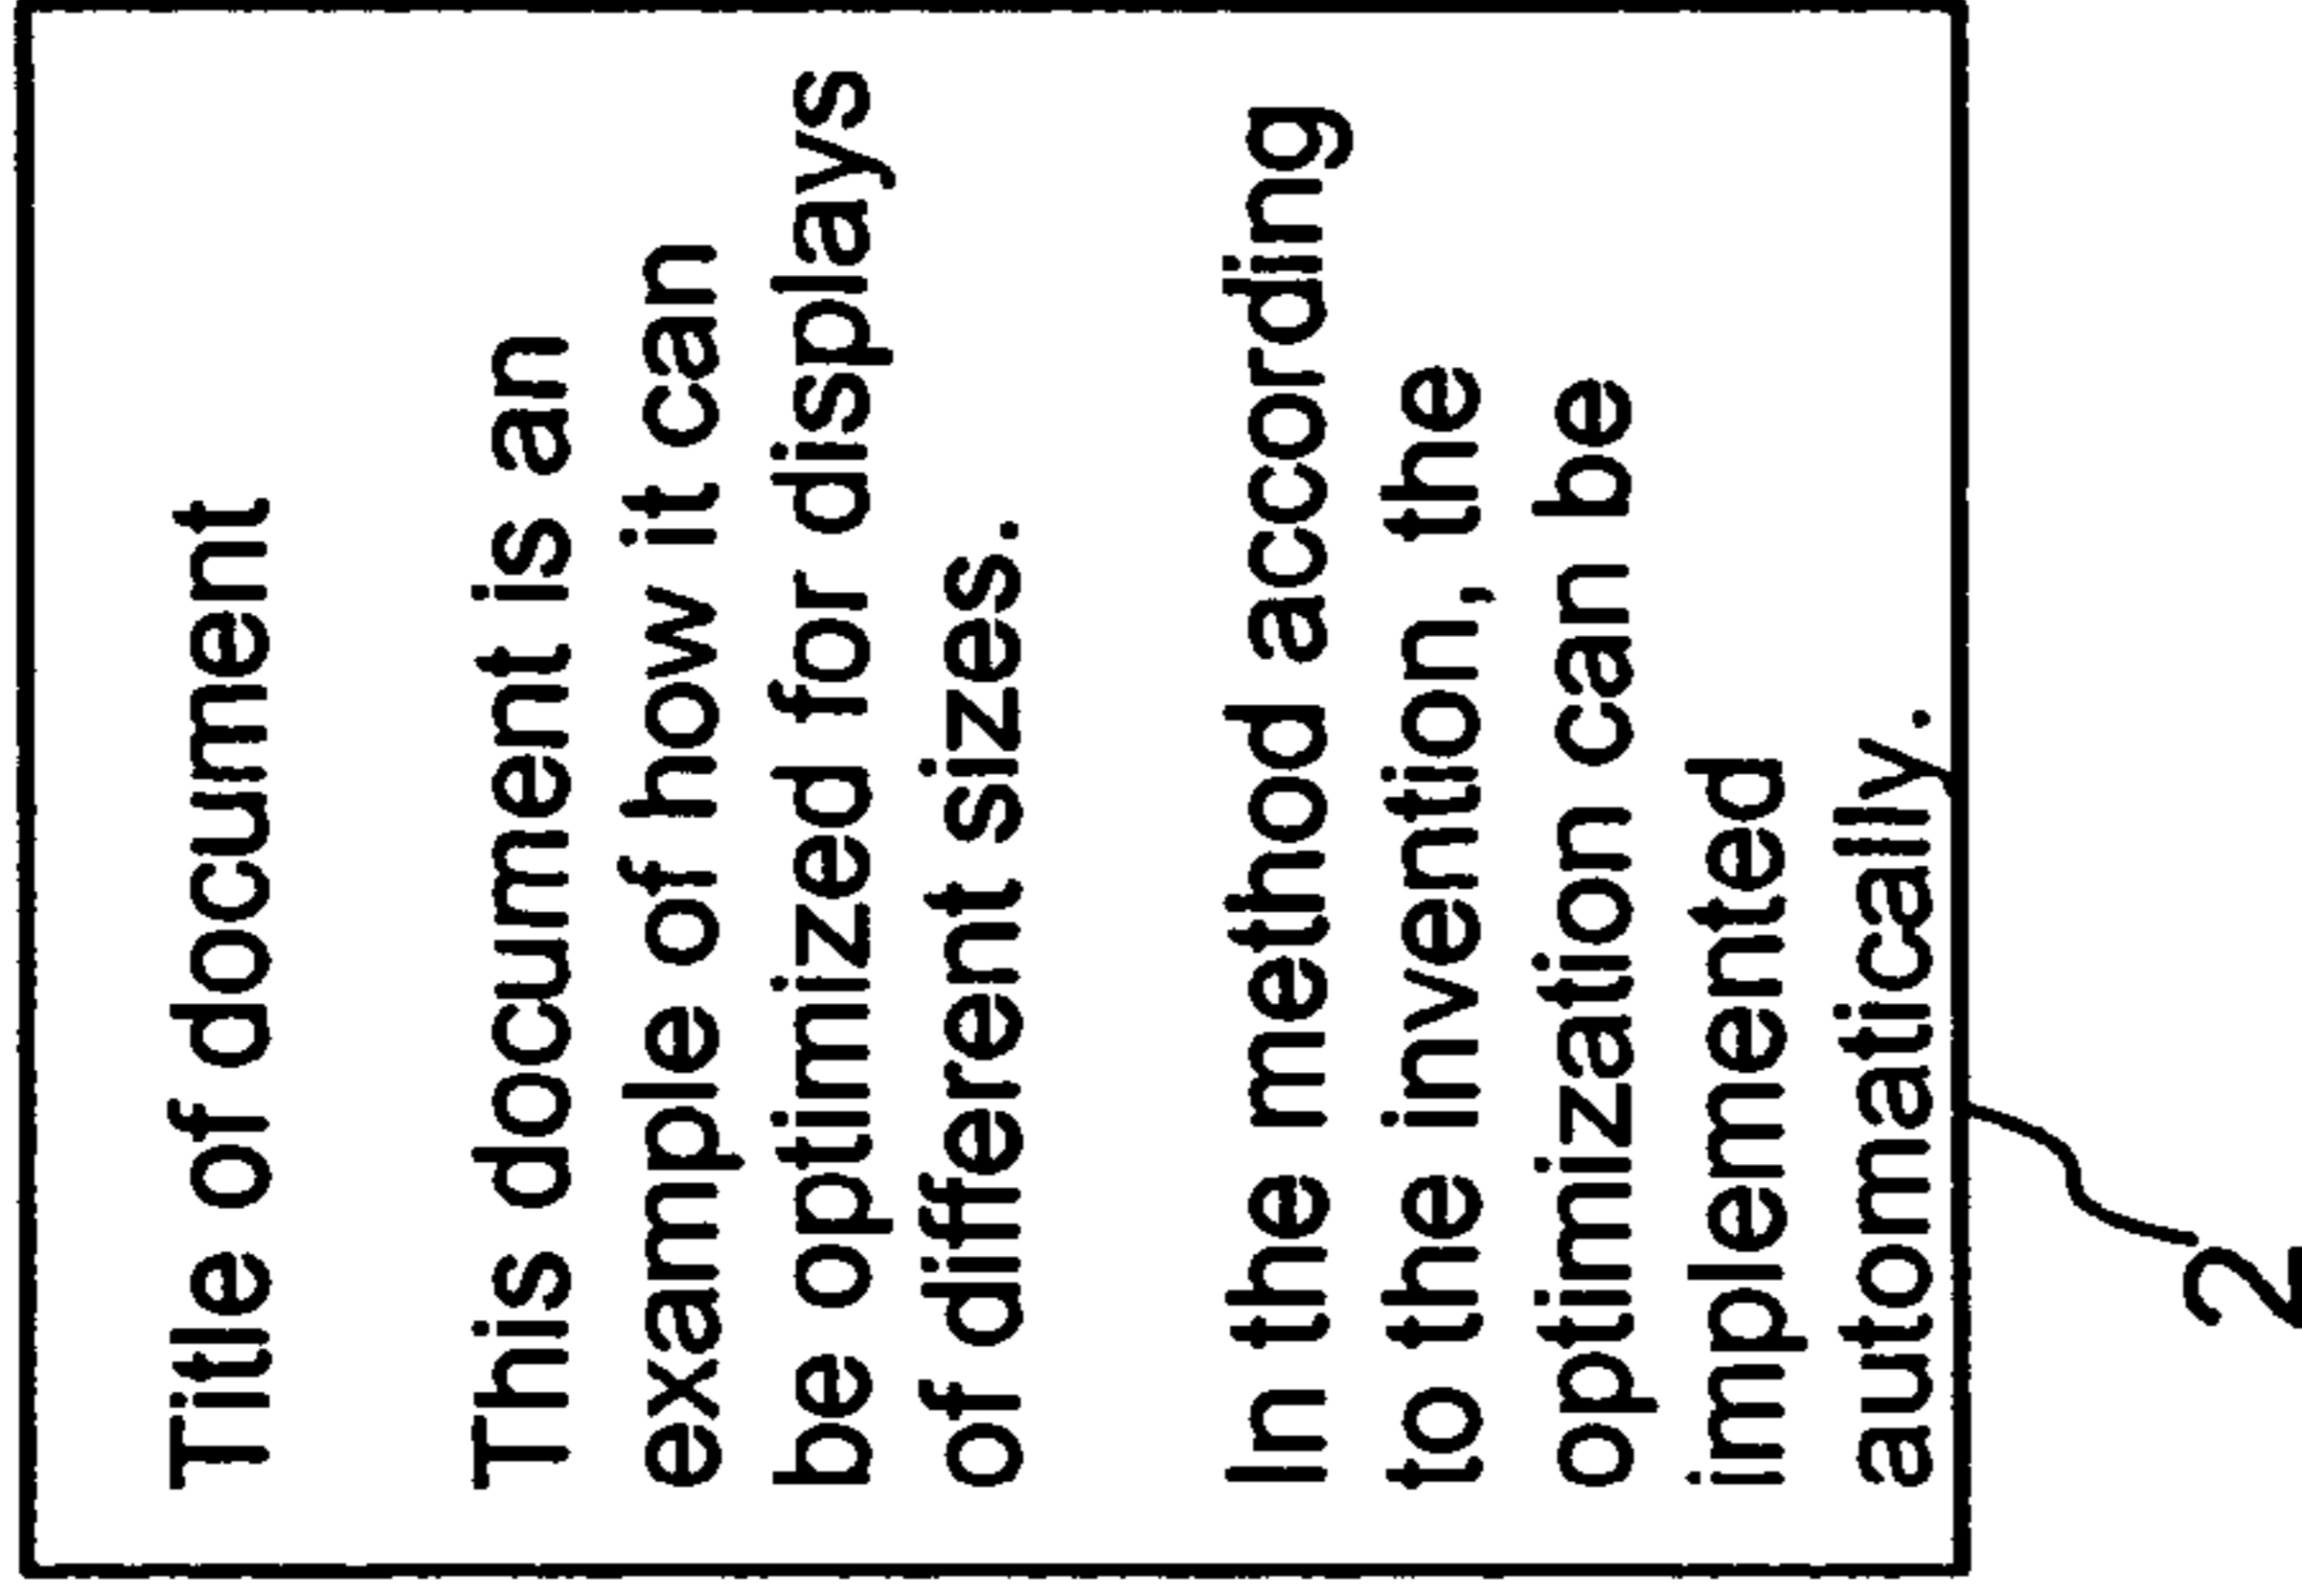 Title of document
This document is an
example of how it can
be optimized for displays
of different sizes.
In the method according
to the invention, the
optimization can be
implemented
automatically.
2